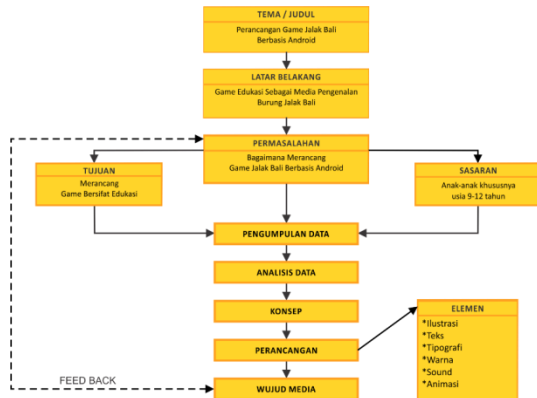 TEMA / JUDUL
Perancangan Game Jalak Bali
Berbasis Android
LATAR BELAKANG
Game Edukasi Sebagai Media Pengenalan
Burung Jalak Bali
PERMASALAHAN
Bagaimana Merancang
Game Jalak Bali Berbasis Android
TUJUAN
Merancang
Game Bersifat Edukasi
SASARAN
Anak-anak khususnya
usia 9-12 tahun
PENGUMPULAN DATA
ANALISIS DATA
KONSEP
PERANCANGAN
ELEMEN
*Ilustrasi
*Teks
*Tipografi
*Warna
*Sound
*Animasi
FEED BACK
WUJUD MEDIA